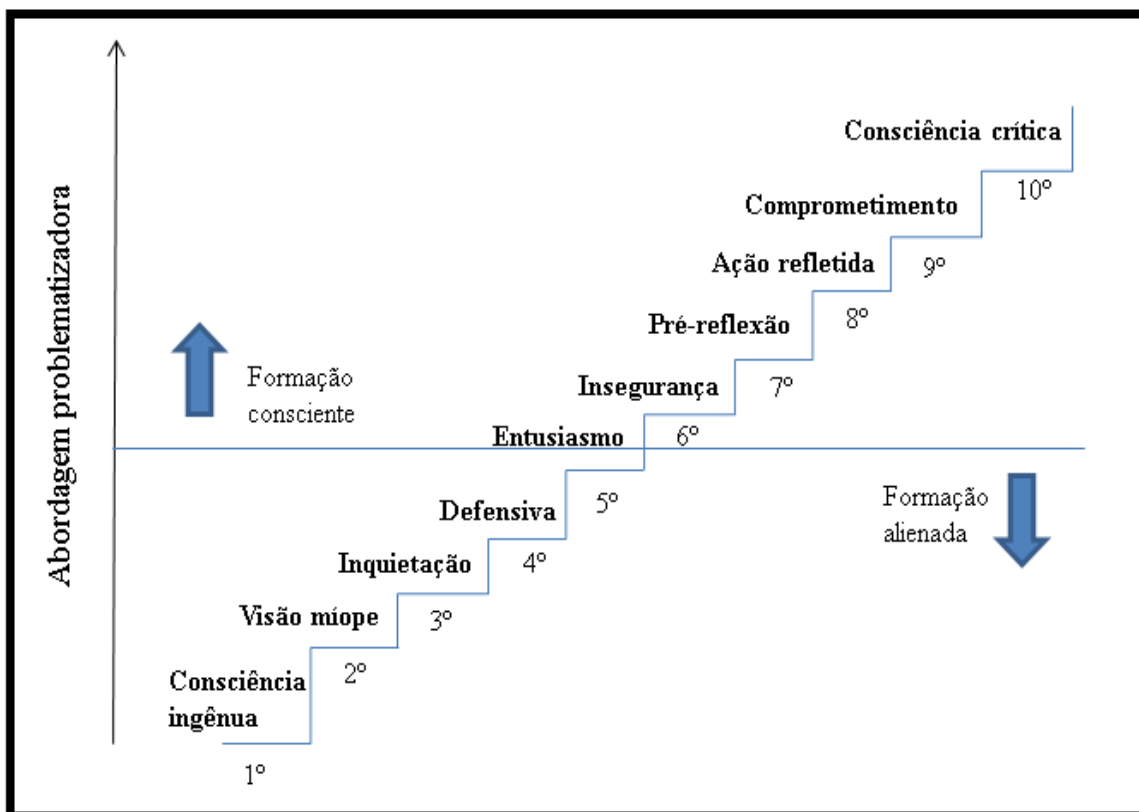 Consciência crítica
10º
Comprometimento
9º
Ação refletida
8º
Pré-reflexão
7º
Insegurança
6º
Entusiasmo
5º
Defensiva
4º
Inquietação
3º
Visão míope
2º
Consciência
ingênua
1º
Abordagem problematizadora
Formação
consciente
Formação
alienada